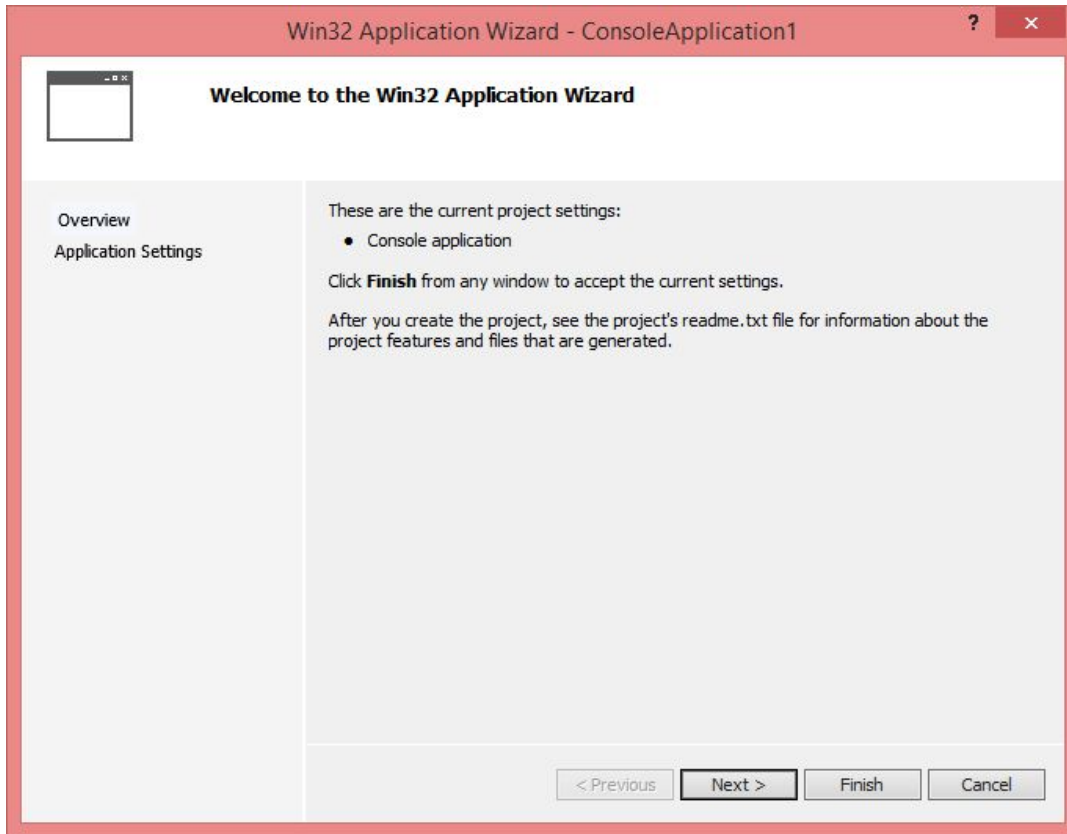 Win32 Application Wizard - ConsoleApplication1
?
Welcome to the Win32 Application Wizard
Overview
Application Settings
These are the current project settings:
• Console application
Click Finish from any window to accept the current settings.
After you create the project, see the project's readme.txt file for information about the
project features and files that are generated.
< Previous
Next >
Finish
Cancel